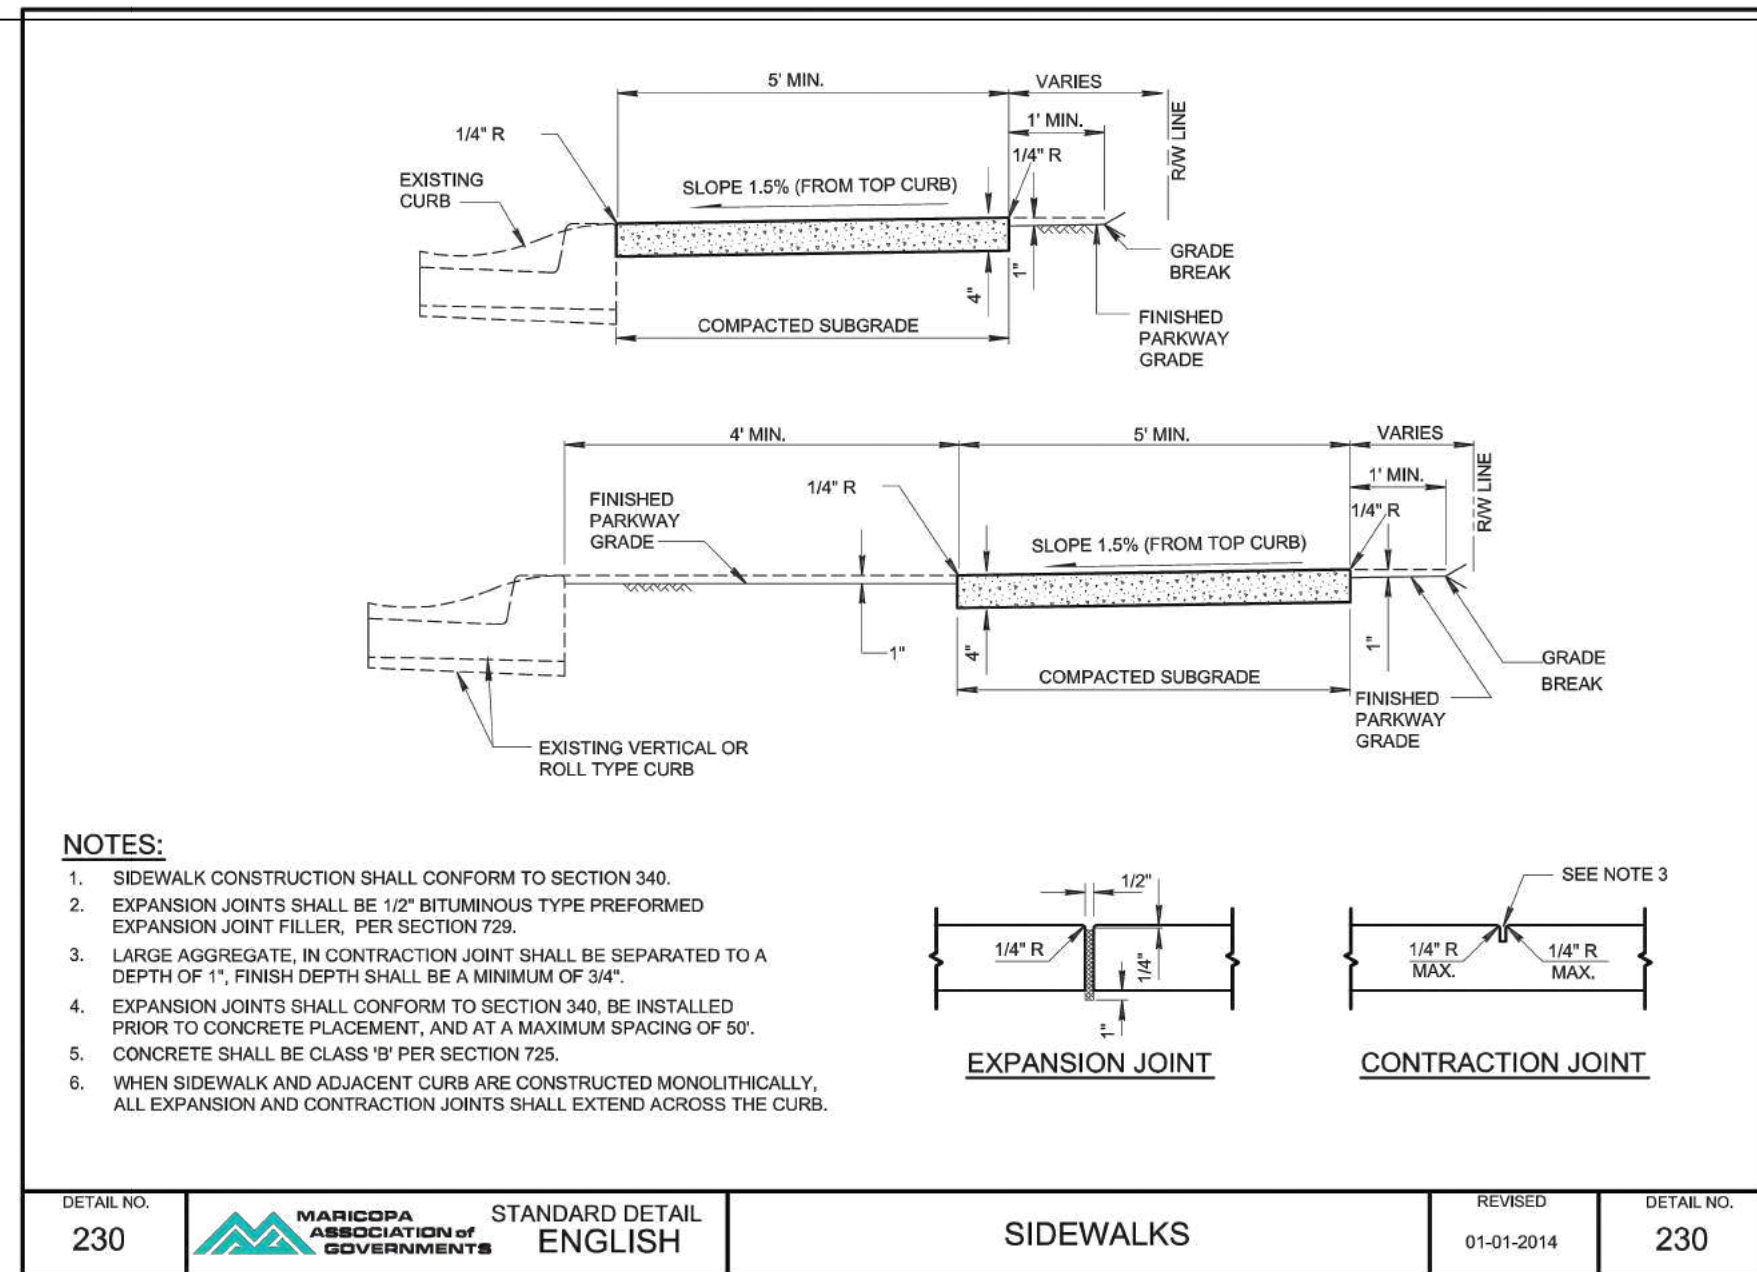 5' MIN.
VARIES
1' MIN.
R/W LINE
1/4" R
1/4" R
EXISTING
CURB
SLOPE 1.5% (FROM TOP CURB)
GRADE
BREAK
4"
1"
COMPACTED SUBGRADE
FINISHED
PARKWAY
GRADE
4' MIN.
5' MIN.
VARIES
1' MIN.
R/W LINE
1/4" R
1/4" R
FINISHED
PARKWAY
GRADE
SLOPE 1.5% (FROM TOP CURB)
1"
4"
1"
COMPACTED SUBGRADE
GRADE
BREAK
FINISHED
PARKWAY
GRADE
EXISTING VERTICAL OR
ROLL TYPE CURB
NOTES:
1. SIDEWALK CONSTRUCTION SHALL CONFORM TO SECTION 340.
2. EXPANSION JOINTS SHALL BE 1/2" BITUMINOUS TYPE PREFORMED
EXPANSION JOINT FILLER, PER SECTION 729.
3. LARGE AGGREGATE, IN CONTRACTION JOINT SHALL BE SEPARATED TO A
DEPTH OF 1", FINISH DEPTH SHALL BE A MINIMUM OF 3/4".
4. EXPANSION JOINTS SHALL CONFORM TO SECTION 340, BE INSTALLED
PRIOR TO CONCRETE PLACEMENT, AND AT A MAXIMUM SPACING OF 50'.
5. CONCRETE SHALL BE CLASS 'B' PER SECTION 725.
6. WHEN SIDEWALK AND ADJACENT CURB ARE CONSTRUCTED MONOLITHICALLY,
ALL EXPANSION AND CONTRACTION JOINTS SHALL EXTEND ACROSS THE CURB.
1/2"
1/4" R
1/4"
1"
EXPANSION JOINT
SEE NOTE 3
1/4" R
MAX.
1/4" R
MAX.
CONTRACTION JOINT
DETAIL NO.
230
MARICOPA
ASSOCIATION of
GOVERNMENTS
STANDARD DETAIL
ENGLISH
SIDEWALKS
REVISED
01-01-2014
DETAIL NO.
230